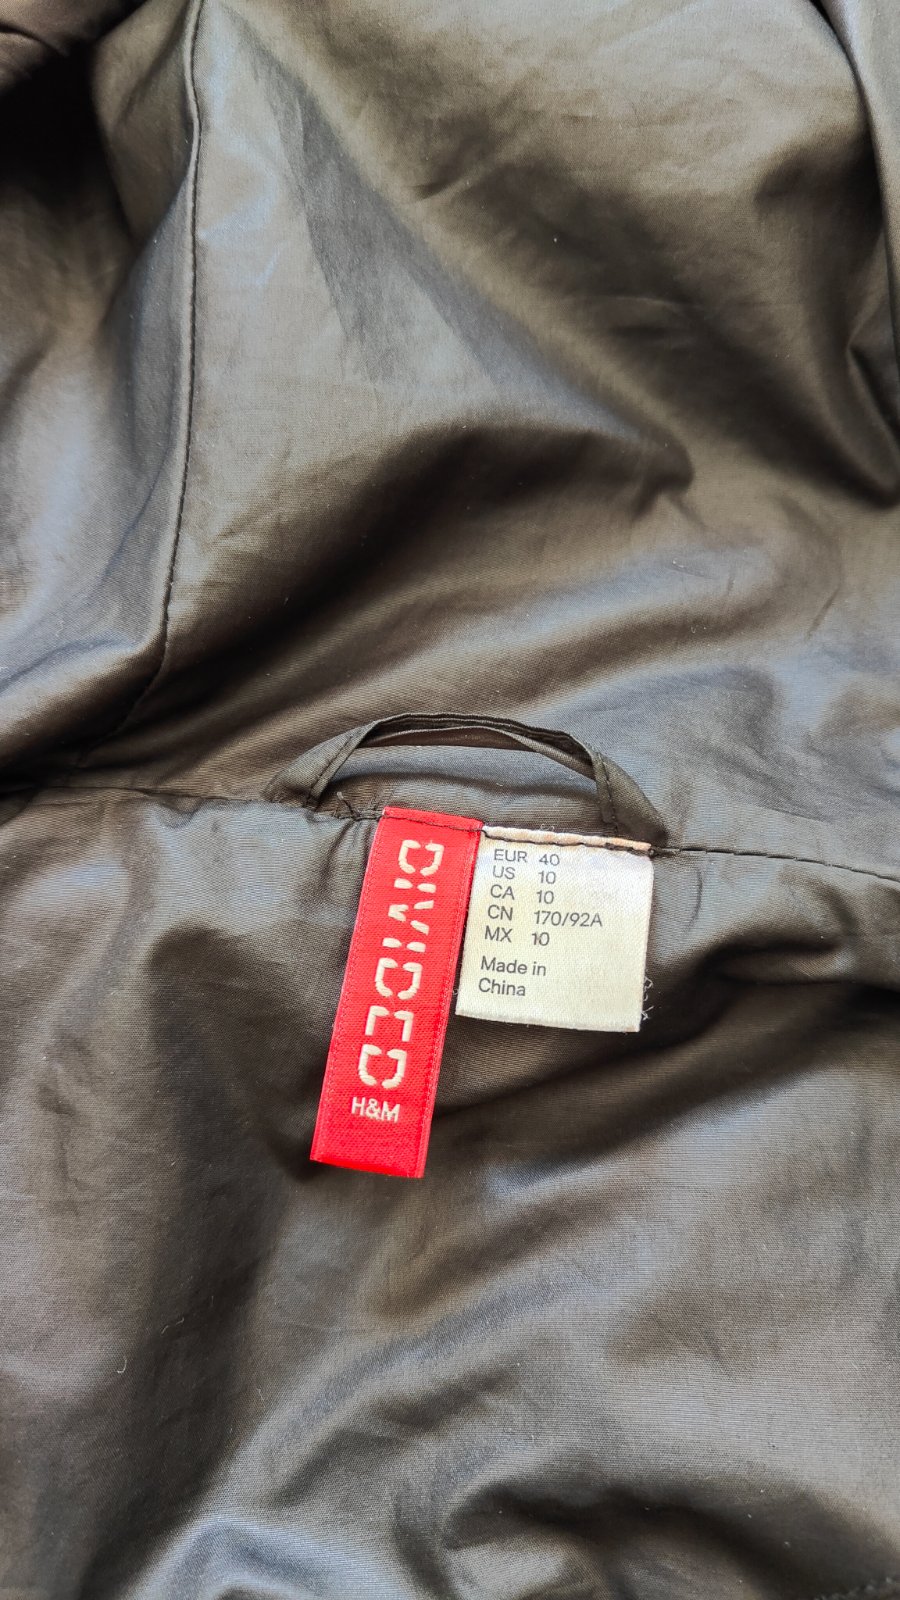 DIVIDED
H&M
EUR 40
US 10
CA 10
CN 170/92A
MX 10
Made in
China